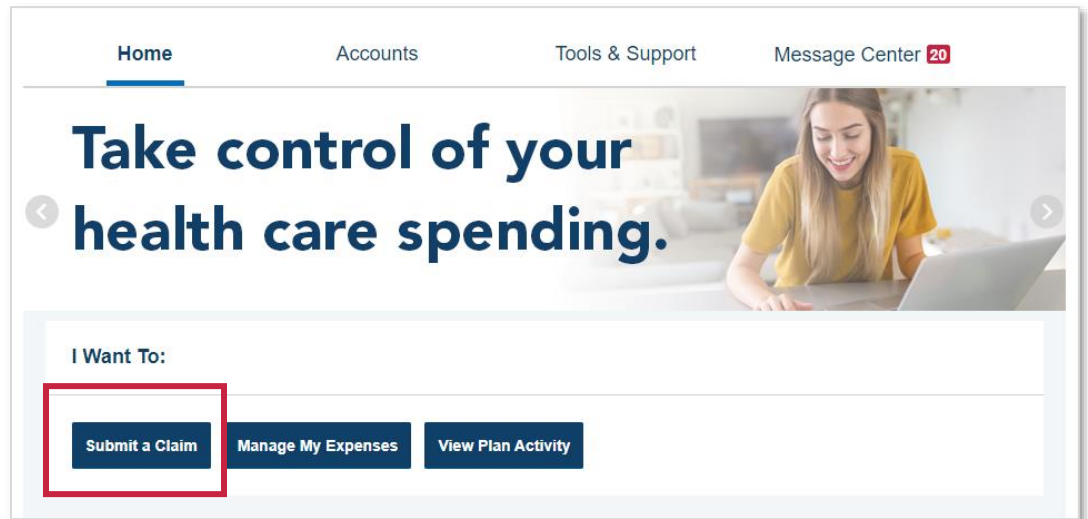 Home Accounts Tools & Support Message Center 20
Take control of your
health care spending.
I Want To:
Submit a Claim Manage My Expenses View Plan Activity